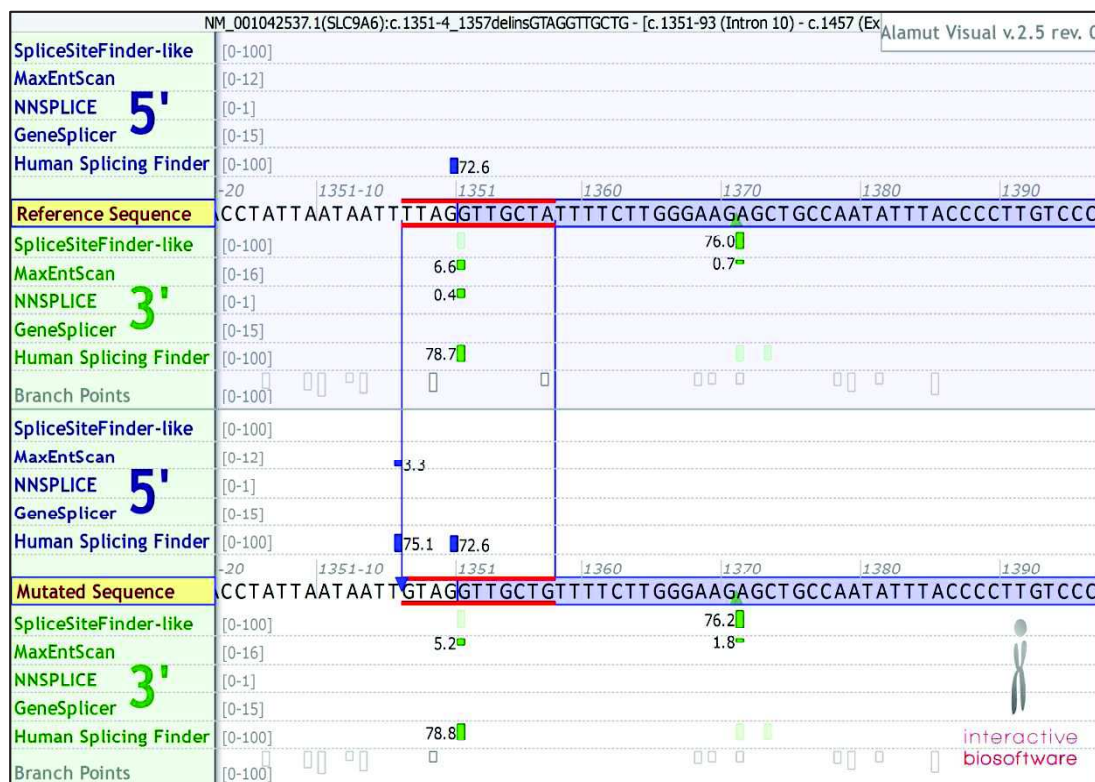 NM_001042537.1(SLC9A6):c.1351-4_1357delinsGTAGGTTGCTG - [c.1351-93 (Intron 10) - c.1457 (Ex
Alamut Visual v.2.5 rev. 0
SpliceSiteFinder-like [0-100]
MaxEntScan [0-12]
NNSPLICE [0-1]
GeneSplicer [0-15]
Human Splicing Finder [0-100] 72.6
5'
-20 1351-10 1351 1360 1370 1380 1390
Reference Sequence ACCTATTAATAATTTTAGGTTGCTATTTTCTTGGGAAGAGCTGCCAATATTTACCCCTTGTCCC
SpliceSiteFinder-like [0-100] 76.0
MaxEntScan [0-16] 6.6 0.7
NNSPLICE [0-1] 0.4
GeneSplicer [0-15]
Human Splicing Finder [0-100] 78.7
3'
Branch Points [0-100]
SpliceSiteFinder-like [0-100]
MaxEntScan [0-12] 3.3
NNSPLICE [0-1]
GeneSplicer [0-15]
Human Splicing Finder [0-100] 75.1 72.6
5'
-20 1351-10 1351 1360 1370 1380 1390
Mutated Sequence ACCTATTAATAATTGTAGGTTGCTGTTTTCTTGGGAAGAGCTGCCAATATTTACCCCTTGTCCC
SpliceSiteFinder-like [0-100] 76.2
MaxEntScan [0-16] 5.2 1.8
NNSPLICE [0-1]
GeneSplicer [0-15]
Human Splicing Finder [0-100] 78.8
3'
Branch Points [0-100]
interactive
biosoftware